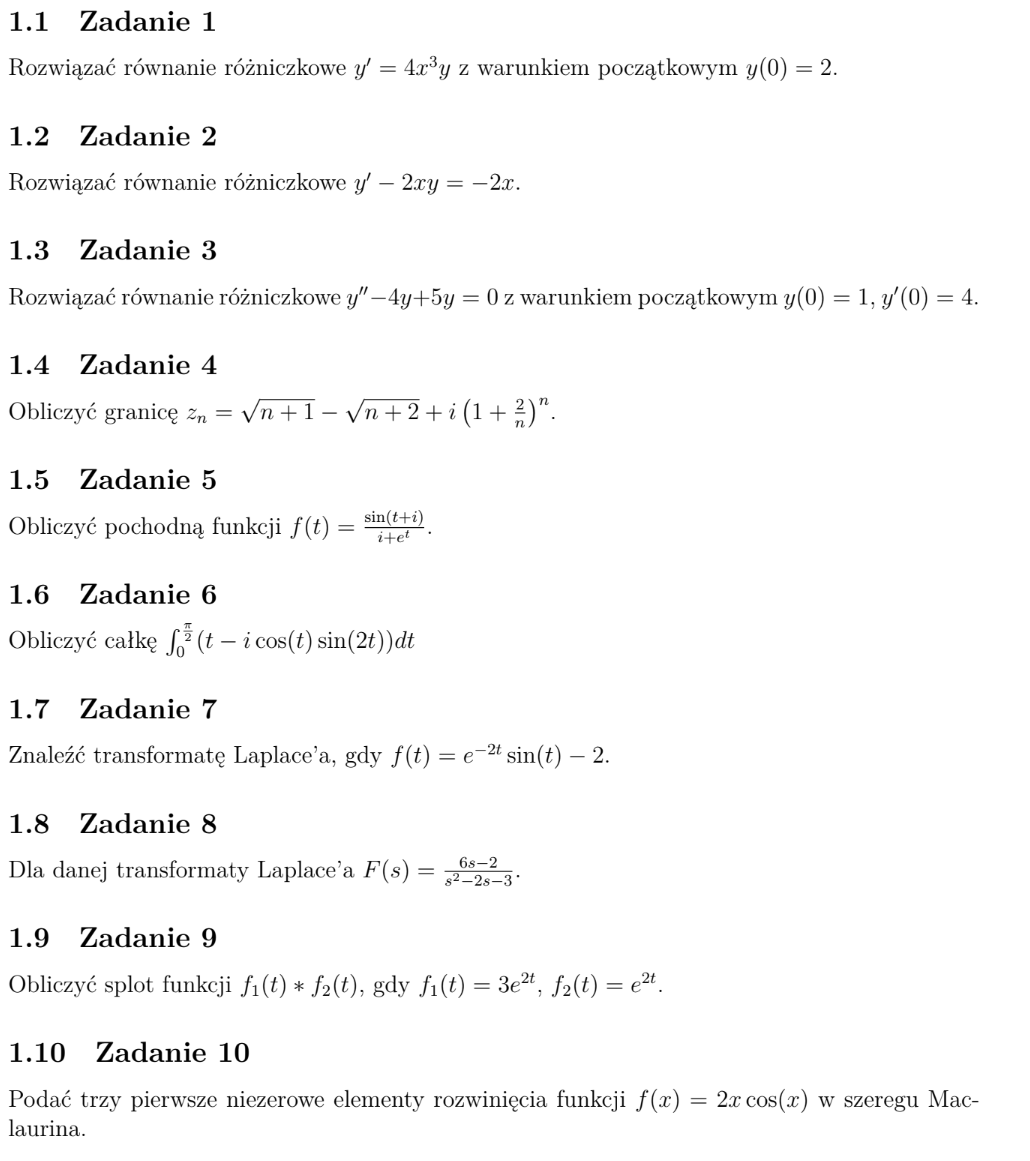 1.1 Zadanie 1
Rozwiązać równanie różniczkowe y′ = 4x³y z warunkiem początkowym y(0) = 2.
1.2 Zadanie 2
Rozwiązać równanie różniczkowe y′ − 2xy = −2x.
1.3 Zadanie 3
Rozwiązać równanie różniczkowe y″−4y+5y = 0 z warunkiem początkowym y(0) = 1, y′(0) = 4.
1.4 Zadanie 4
Obliczyć granicę $z_n = \sqrt{n+1} - \sqrt{n+2} + i\left(1 + \frac{2}{n}\right)^n$.
1.5 Zadanie 5
Obliczyć pochodną funkcji $f(t) = \frac{\sin(t+i)}{i+e^t}$.
1.6 Zadanie 6
Obliczyć całkę $\int_0^{\frac{\pi}{2}} (t - i\cos(t)\sin(2t))dt$
1.7 Zadanie 7
Znaleźć transformatę Laplace'a, gdy $f(t) = e^{-2t}\sin(t) - 2$.
1.8 Zadanie 8
Dla danej transformaty Laplace'a $F(s) = \frac{6s-2}{s^2-2s-3}$.
1.9 Zadanie 9
Obliczyć splot funkcji $f_1(t) * f_2(t)$, gdy $f_1(t) = 3e^{2t}$, $f_2(t) = e^{2t}$.
1.10 Zadanie 10
Podać trzy pierwsze niezerowe elementy rozwinięcia funkcji f(x) = 2x cos(x) w szeregu Mac-
laurina.